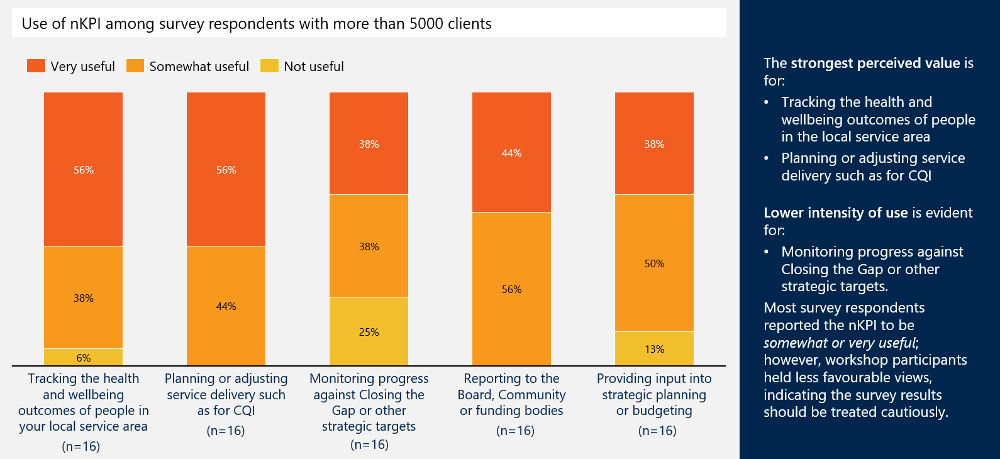 Use of nKPI among survey respondents with more than 5000 clients
Very useful
Somewhat useful
Not useful
56%
38%
6%
56%
44%
38%
38%
25%
44%
56%
38%
50%
13%
Tracking the health
and wellbeing
outcomes of people in
your local service area
(n=16)
Planning or adjusting
service delivery such
as for CQI
(n=16)
Monitoring progress
against Closing the
Gap or other
strategic targets
(n=16)
Reporting to the
Board, Community
or funding bodies
(n=16)
Providing input into
strategic planning
or budgeting
(n=16)
The strongest perceived value is
for:
• Tracking the health and
wellbeing outcomes of people
in the local service area
• Planning or adjusting service
delivery such as for CQI
Lower intensity of use is evident
for:
• Monitoring progress against
Closing the Gap or other
strategic targets.
Most survey respondents
reported the nKPI to be
somewhat or very useful;
however, workshop participants
held less favourable views,
indicating the survey results
should be treated cautiously.